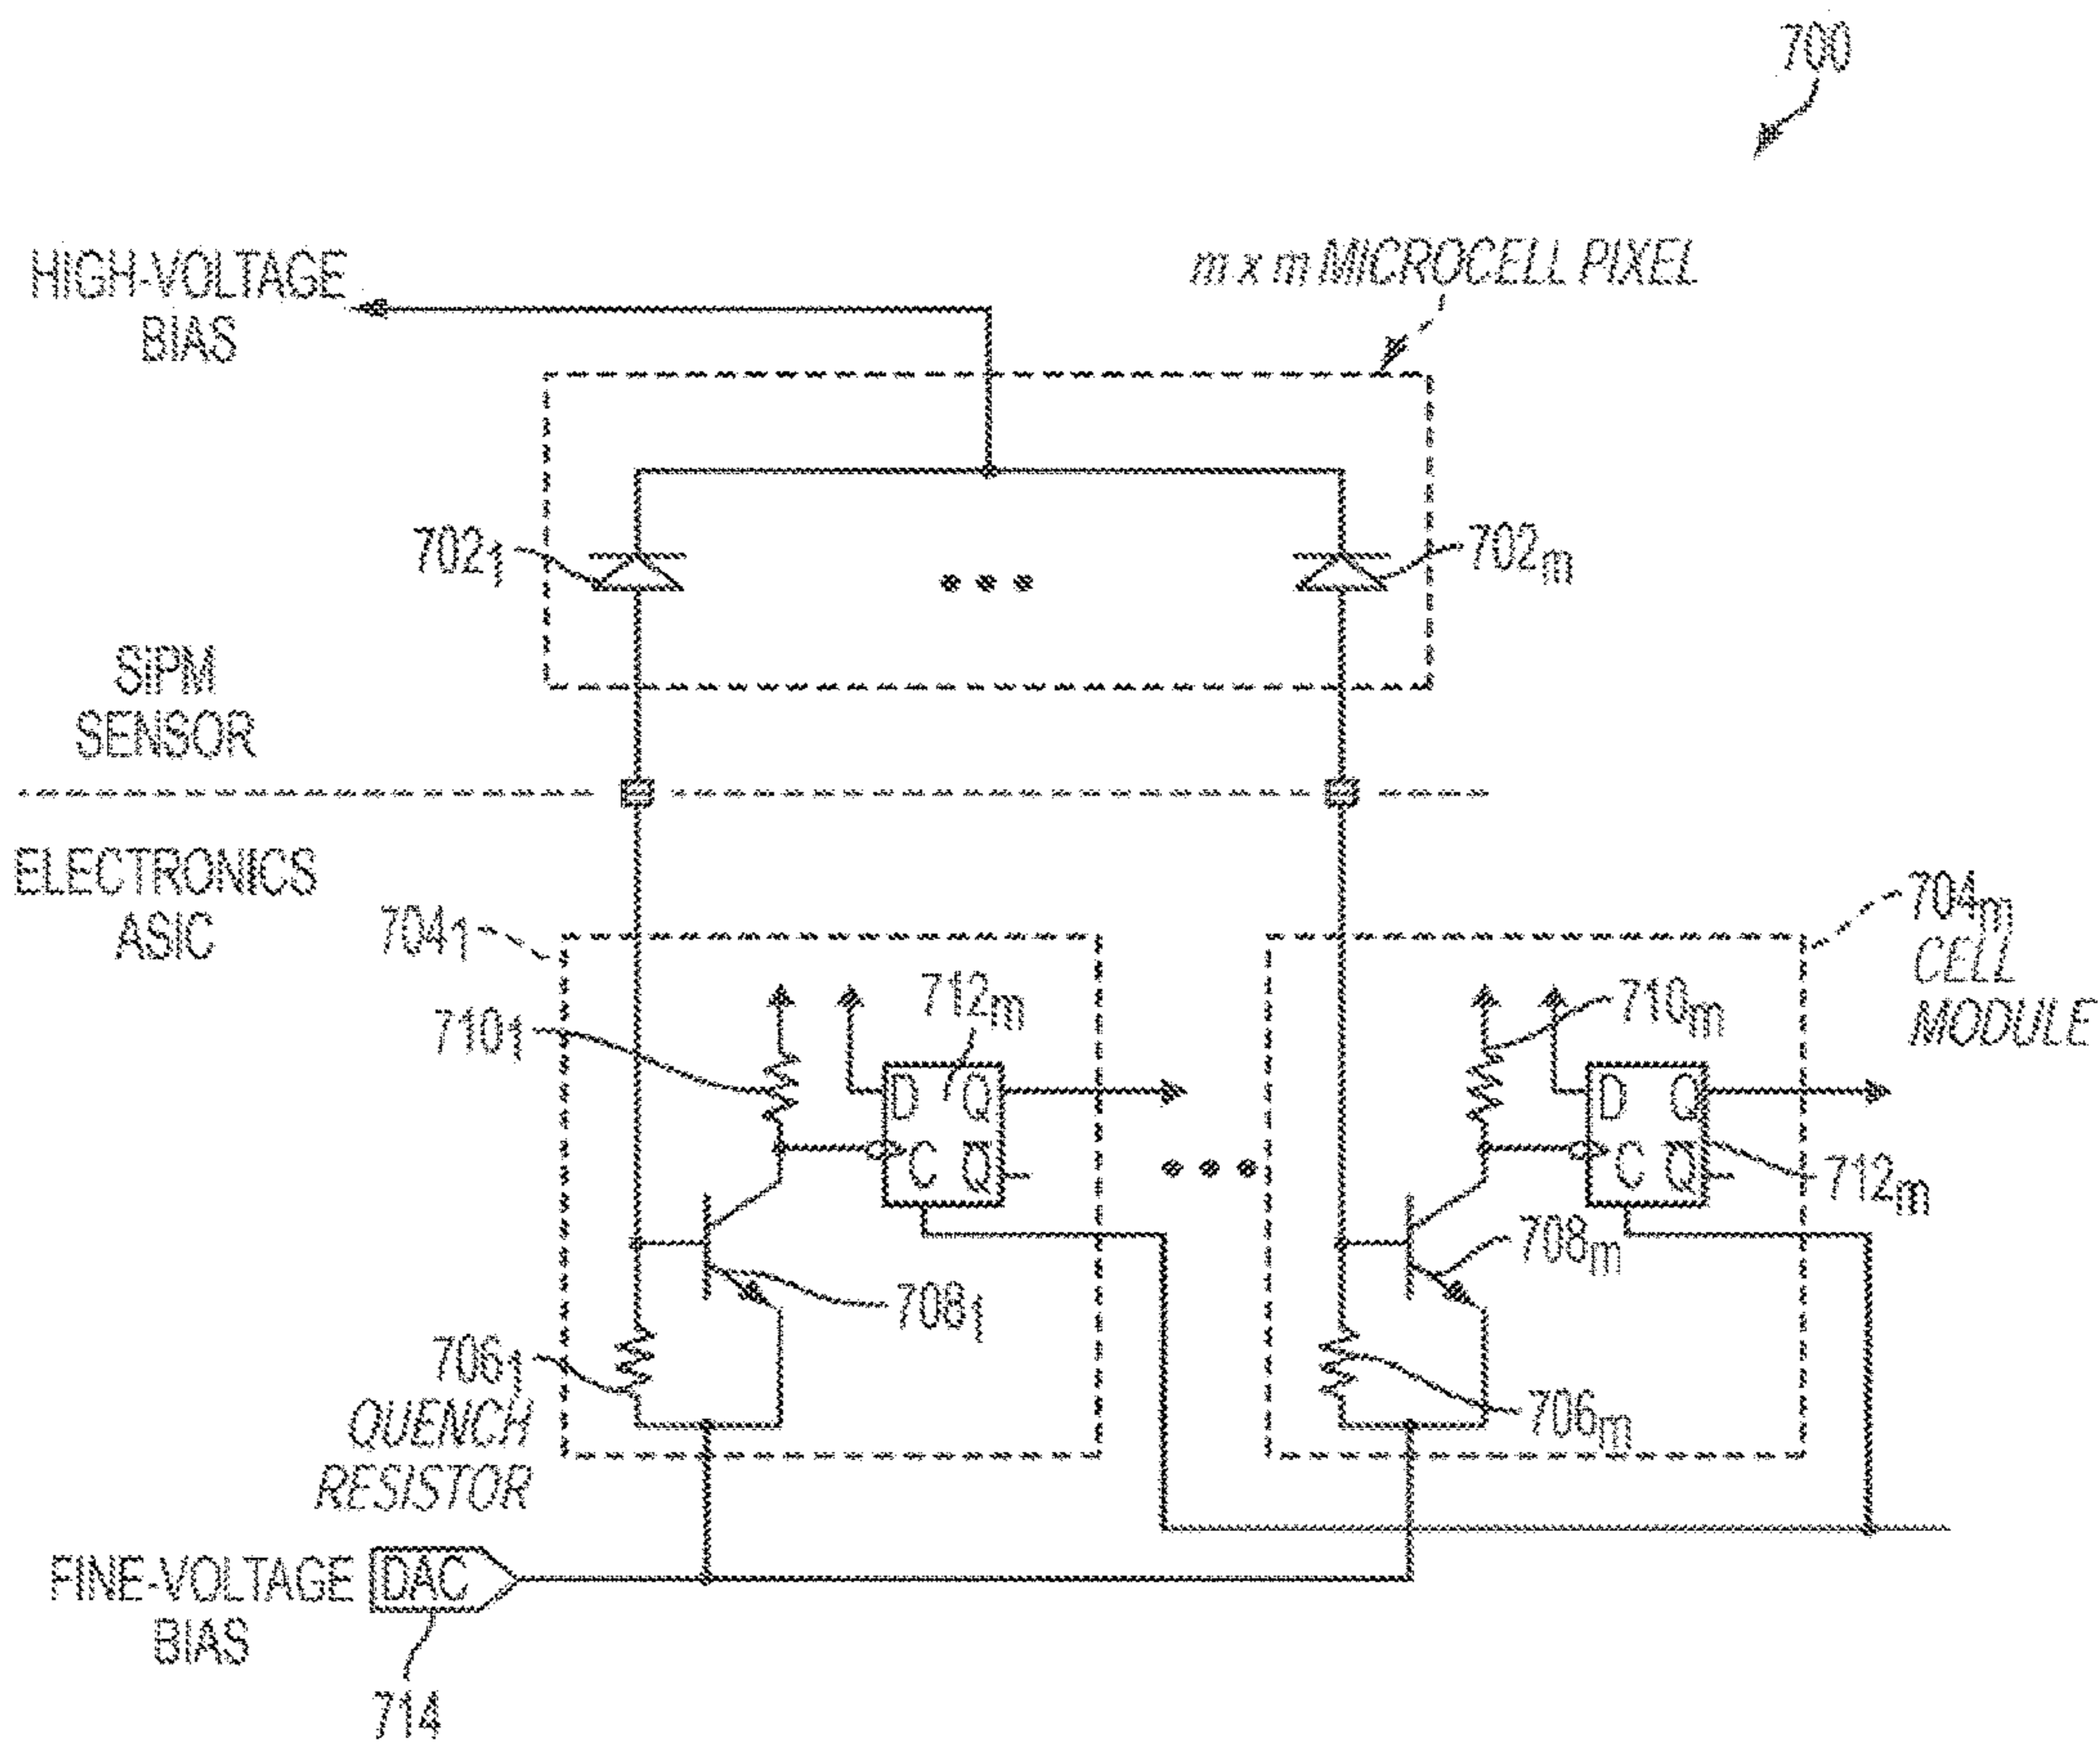 700
HIGH-VOLTAGE
BIAS
m x m MICROCELL PIXEL
702₁
702ₘ
SiPM
SENSOR
ELECTRONICS
ASIC
704₁
704ₘ
CELL
MODULE
712ₘ
710₁
710ₘ
D Q
C Q̅
D Q
C Q̅
712ₘ
708₁
708ₘ
706₁
QUENCH
RESISTOR
706ₘ
FINE-VOLTAGE
BIAS
DAC
714